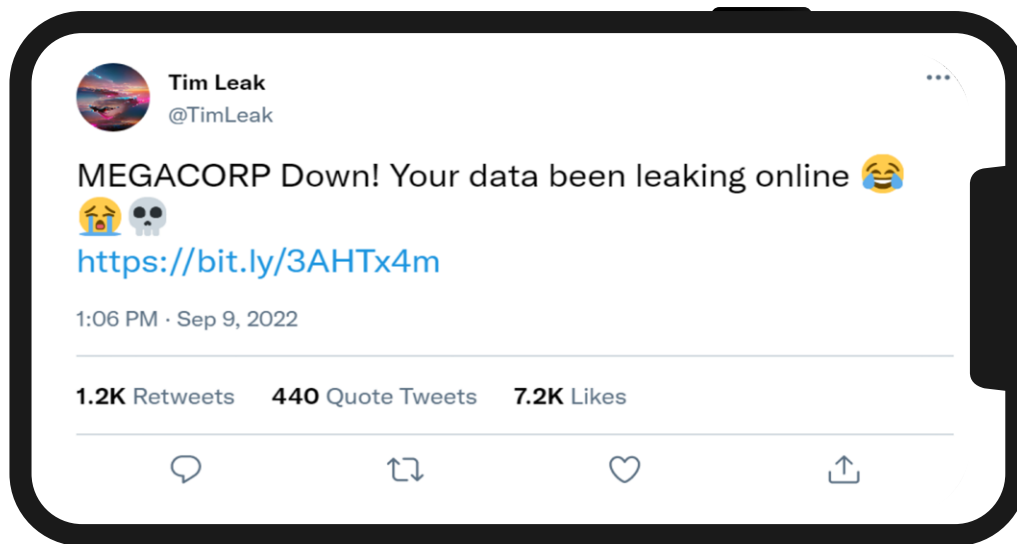 Tim Leak
@TimLeak
MEGACORP Down! Your data been leaking online 😂
😭💀
https://bit.ly/3AHTx4m
1:06 PM · Sep 9, 2022
1.2K Retweets 440 Quote Tweets 7.2K Likes